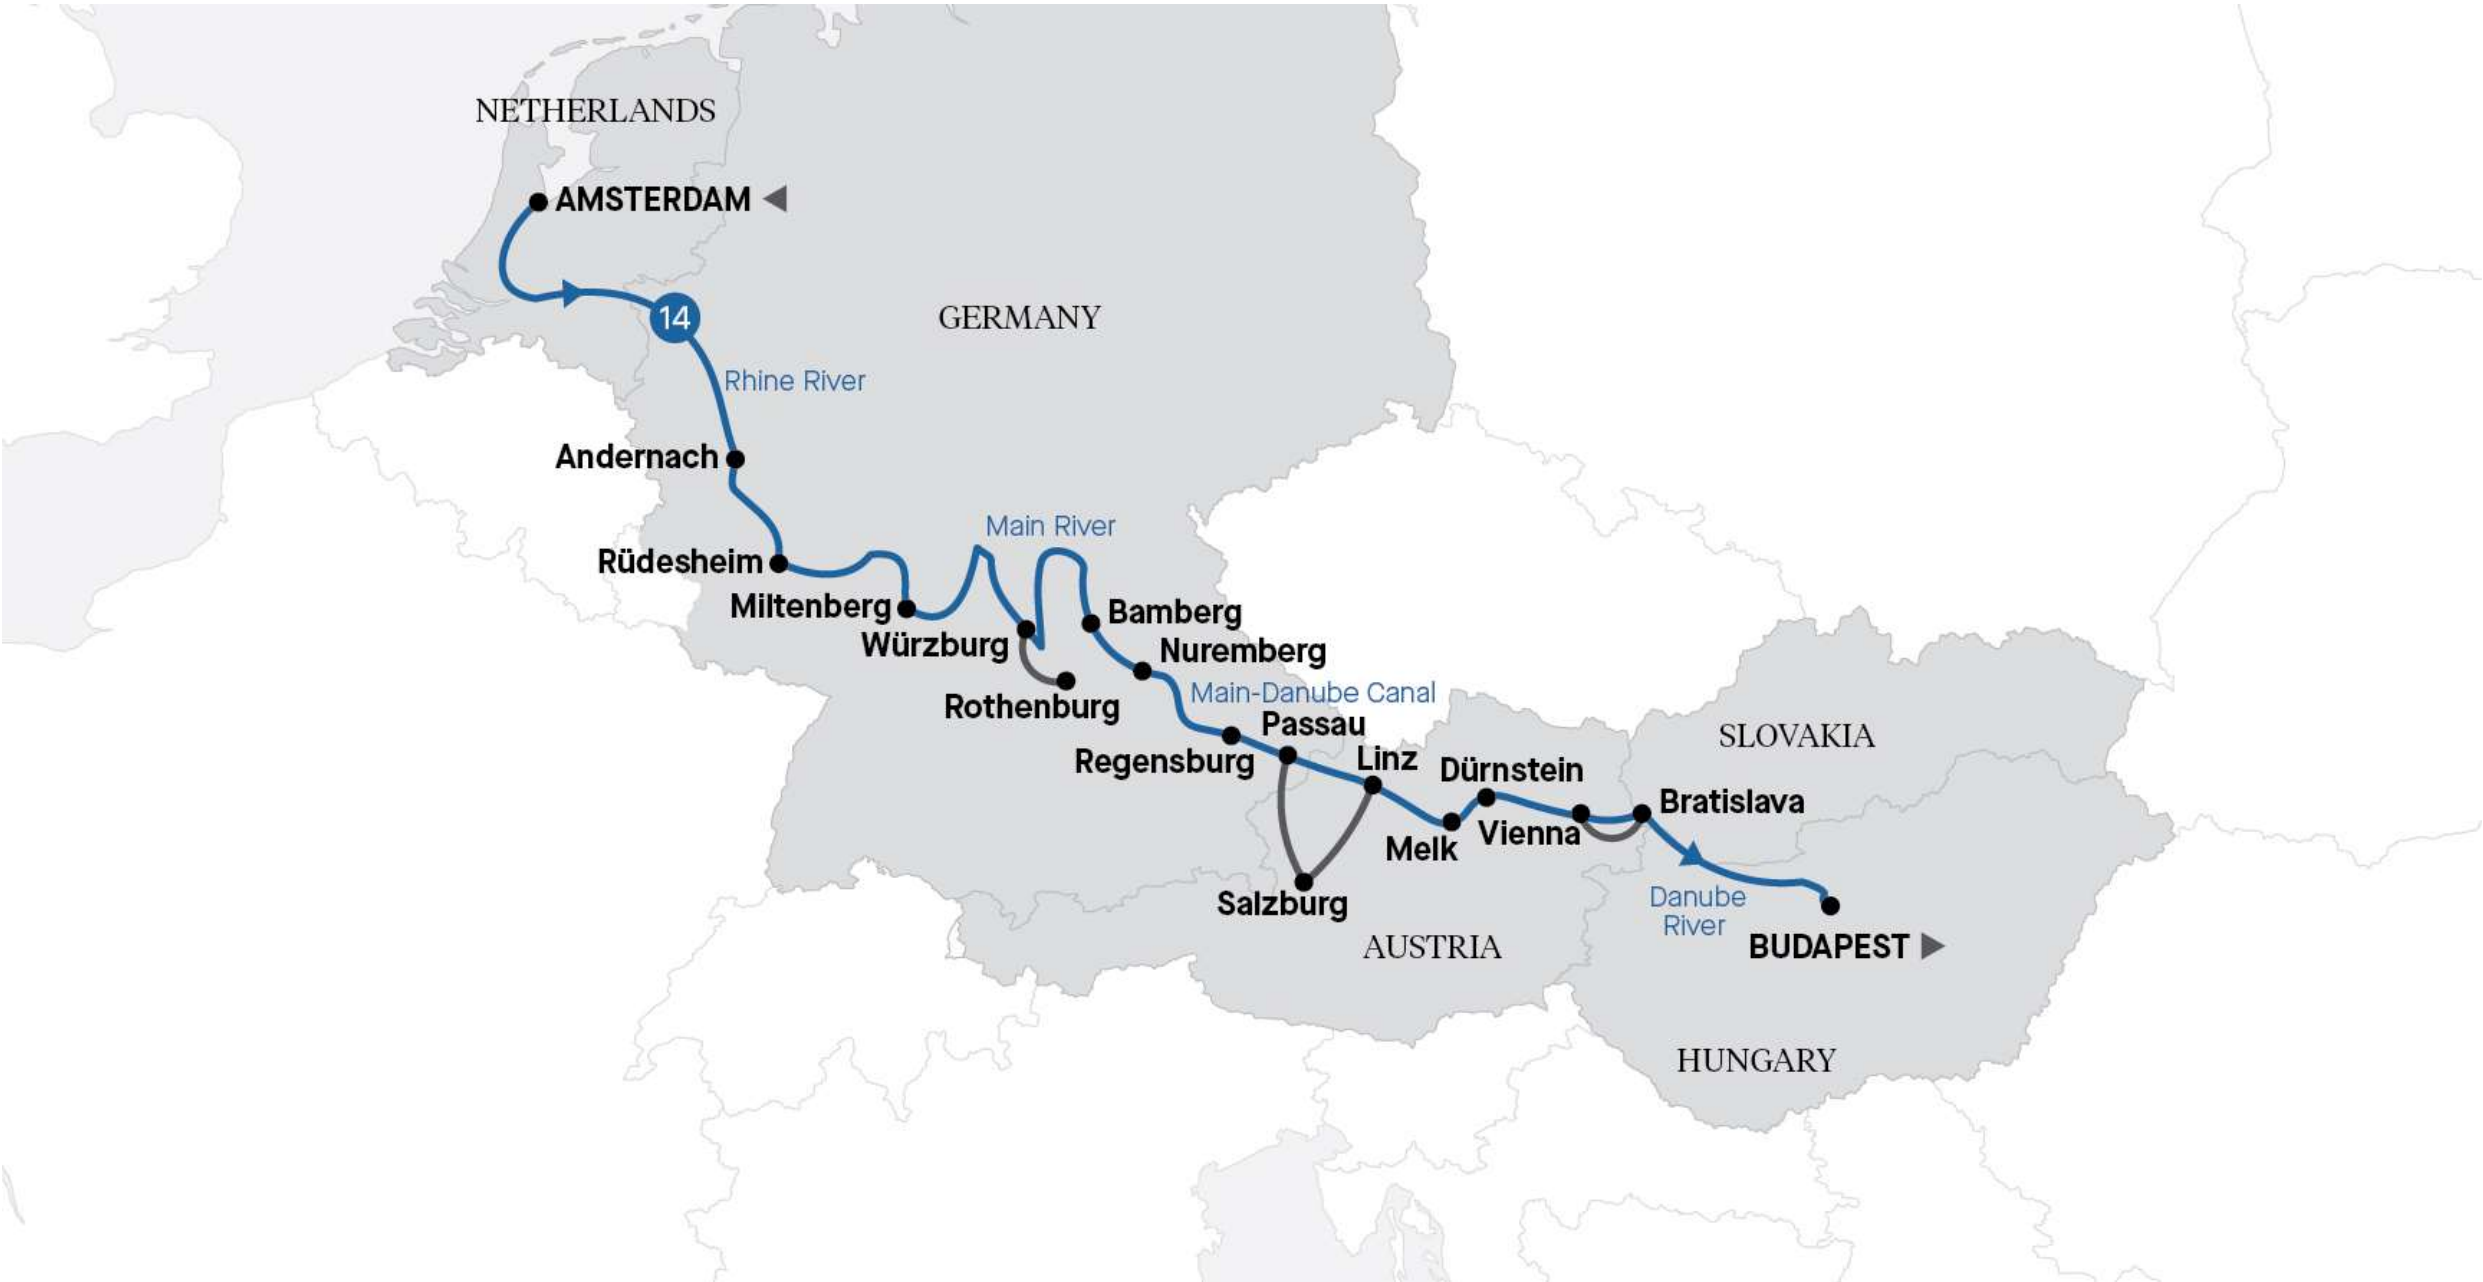 NETHERLANDS
AMSTERDAM
GERMANY
14
Rhine River
Andernach
Main River
Rüdesheim
Miltenberg
Bamberg
Würzburg
Nuremberg
Main-Danube Canal
Rothenburg
Passau
SLOVAKIA
Regensburg
Linz
Dürnstein
Bratislava
Vienna
Melk
Salzburg
Danube
River
AUSTRIA
BUDAPEST
HUNGARY